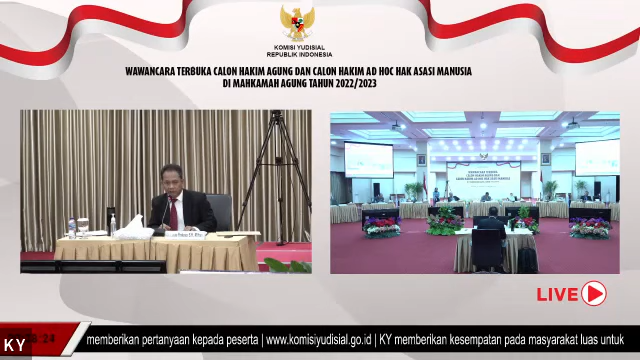 KOMISI YUDISIAL
REPUBLIK INDONESIA
WAWANCARA TERBUKA CALON HAKIM AGUNG DAN CALON HAKIM AD HOC HAK ASASI MANUSIA
DI MAHKAMAH AGUNG TAHUN 2022/2023
LIVE
KY
memberikan pertanyaan kepada peserta | www.komisiyudisial.go.id | KY memberikan kesempatan pada masyarakat luas untuk